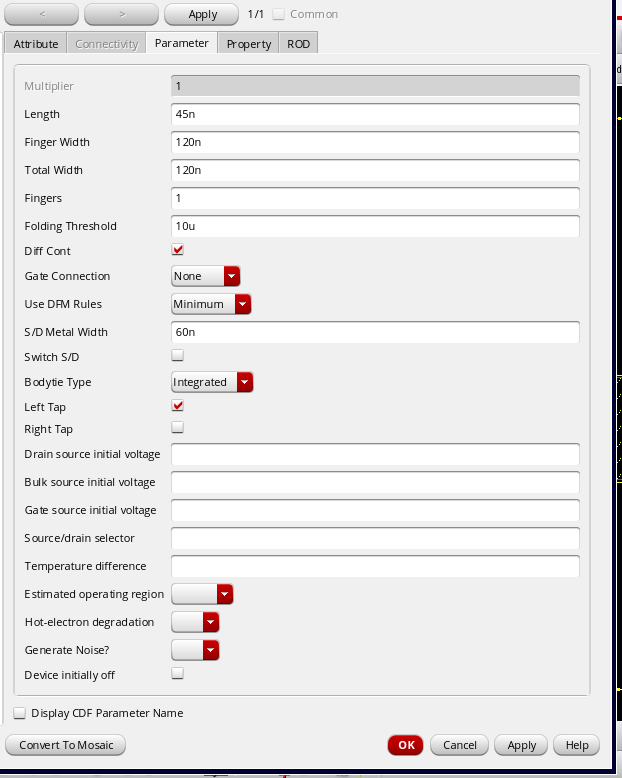 < > Apply 1/1 Common
Attribute Connectivity Parameter Property ROD
Multiplier 1
Length 45n
Finger Width 120n
Total Width 120n
Fingers 1
Folding Threshold 10u
Diff Cont
Gate Connection None
Use DFM Rules Minimum
S/D Metal Width 60n
Switch S/D
Bodytie Type Integrated
Left Tap
Right Tap
Drain source initial voltage
Bulk source initial voltage
Gate source initial voltage
Source/drain selector
Temperature difference
Estimated operating region
Hot-electron degradation
Generate Noise?
Device initially off
Display CDF Parameter Name
Convert To Mosaic OK Cancel Apply Help